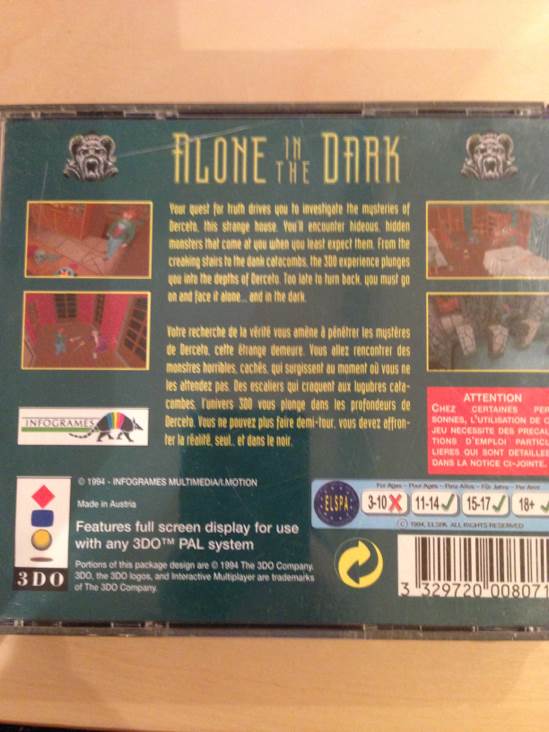 ALONE IN THE DARK
Your quest for truth drives you to investigate the mysteries of
Derceto, this strange house. You'll encounter hideous, hidden
monsters that come at you when you least expect them. From the
creaking stairs to the dank catacombs, the 3DO experience plunges
you into the depths of Derceto. Too late to turn back, you must go
on and face it alone... and in the dark.
Votre recherche de la vérité vous amène à pénétrer les mystères
de Derceto, cette étrange demeure. Vous allez rencontrer des
monstres horribles, cachés, qui surgissent au moment où vous ne
les attendez pas. Des escaliers qui craquent aux lugubres cata-
combes, l'univers 3DO vous plonge dans les profondeurs de
Derceto. Vous ne pouvez plus faire demi-tour, vous devez affron-
ter la réalité, seul.. et dans le noir.
INFOGRAMES
ATTENTION
CHEZ CERTAINES PER
SONNES, L'UTILISATION DE C
JEU NECESSITE DES PRECAU
TIONS D'EMPLOI PARTICU
LIERES QUI SONT DETAILLEE
DANS LA NOTICE CI-JOINTE.
© 1994 - INFOGRAMES MULTIMEDIA/I.MOTION
Made in Austria
Features full screen display for use
with any 3DO™ PAL system
Portions of this package design are © 1994 The 3DO Company.
3DO, the 3DO logos, and Interactive Multiplayer are trademarks
of The 3DO Company.
3DO
ELSPA
For Ages - Pour Ages - Para Años - Für Jahre - Per Anni
3-10 11-14 15-17 18+
© 1994, ELSPA. ALL RIGHTS RESERVED
3 329720 008071